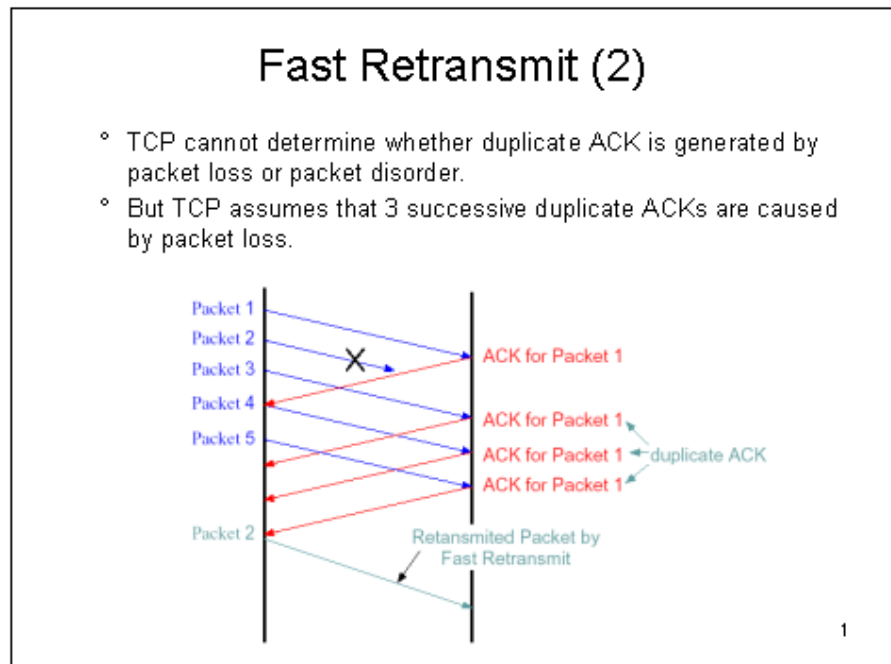 Fast Retransmit (2)
° TCP cannot determine whether duplicate ACK is generated by
packet loss or packet disorder.
° But TCP assumes that 3 successive duplicate ACKs are caused
by packet loss.
Packet 1
Packet 2
Packet 3
Packet 4
Packet 5
Packet 2
ACK for Packet 1
ACK for Packet 1
ACK for Packet 1
ACK for Packet 1
duplicate ACK
Retansmited Packet by
Fast Retransmit
1